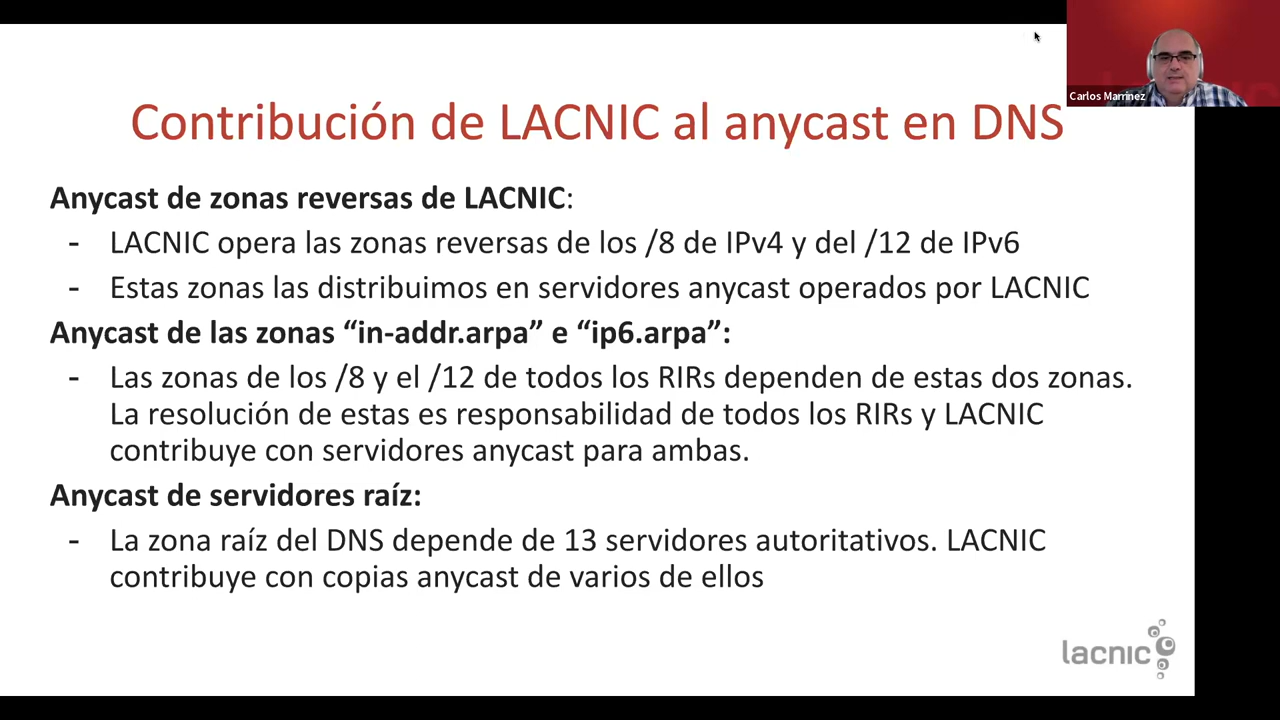 Carlos Marrinez
Contribución de LACNIC al anycast en DNS
Anycast de zonas reversas de LACNIC:
- LACNIC opera las zonas reversas de los /8 de IPv4 y del /12 de IPv6
- Estas zonas las distribuimos en servidores anycast operados por LACNIC
Anycast de las zonas “in-addr.arpa” e “ip6.arpa”:
- Las zonas de los /8 y el /12 de todos los RIRs dependen de estas dos zonas.
La resolución de estas es responsabilidad de todos los RIRs y LACNIC
contribuye con servidores anycast para ambas.
Anycast de servidores raíz:
- La zona raíz del DNS depende de 13 servidores autoritativos. LACNIC
contribuye con copias anycast de varios de ellos
lacnic